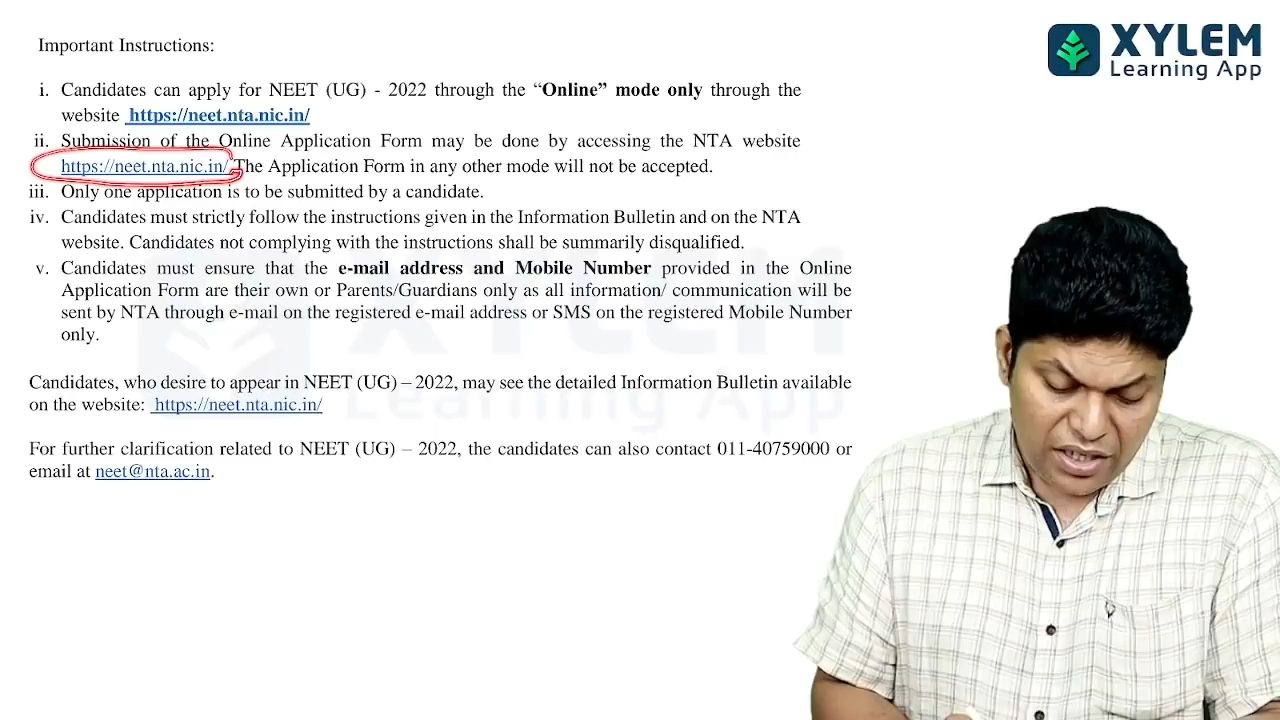 XYLEM
Learning App
Important Instructions:
i. Candidates can apply for NEET (UG) - 2022 through the “Online” mode only through the
website https://neet.nta.nic.in/
ii. Submission of the Online Application Form may be done by accessing the NTA website
https://neet.nta.nic.in/ The Application Form in any other mode will not be accepted.
iii. Only one application is to be submitted by a candidate.
iv. Candidates must strictly follow the instructions given in the Information Bulletin and on the NTA
website. Candidates not complying with the instructions shall be summarily disqualified.
v. Candidates must ensure that the e-mail address and Mobile Number provided in the Online
Application Form are their own or Parents/Guardians only as all information/ communication will be
sent by NTA through e-mail on the registered e-mail address or SMS on the registered Mobile Number
only.
XYLEM
Learning App
Candidates, who desire to appear in NEET (UG) – 2022, may see the detailed Information Bulletin available
on the website: https://neet.nta.nic.in/
For further clarification related to NEET (UG) – 2022, the candidates can also contact 011-40759000 or
email at neet@nta.ac.in.